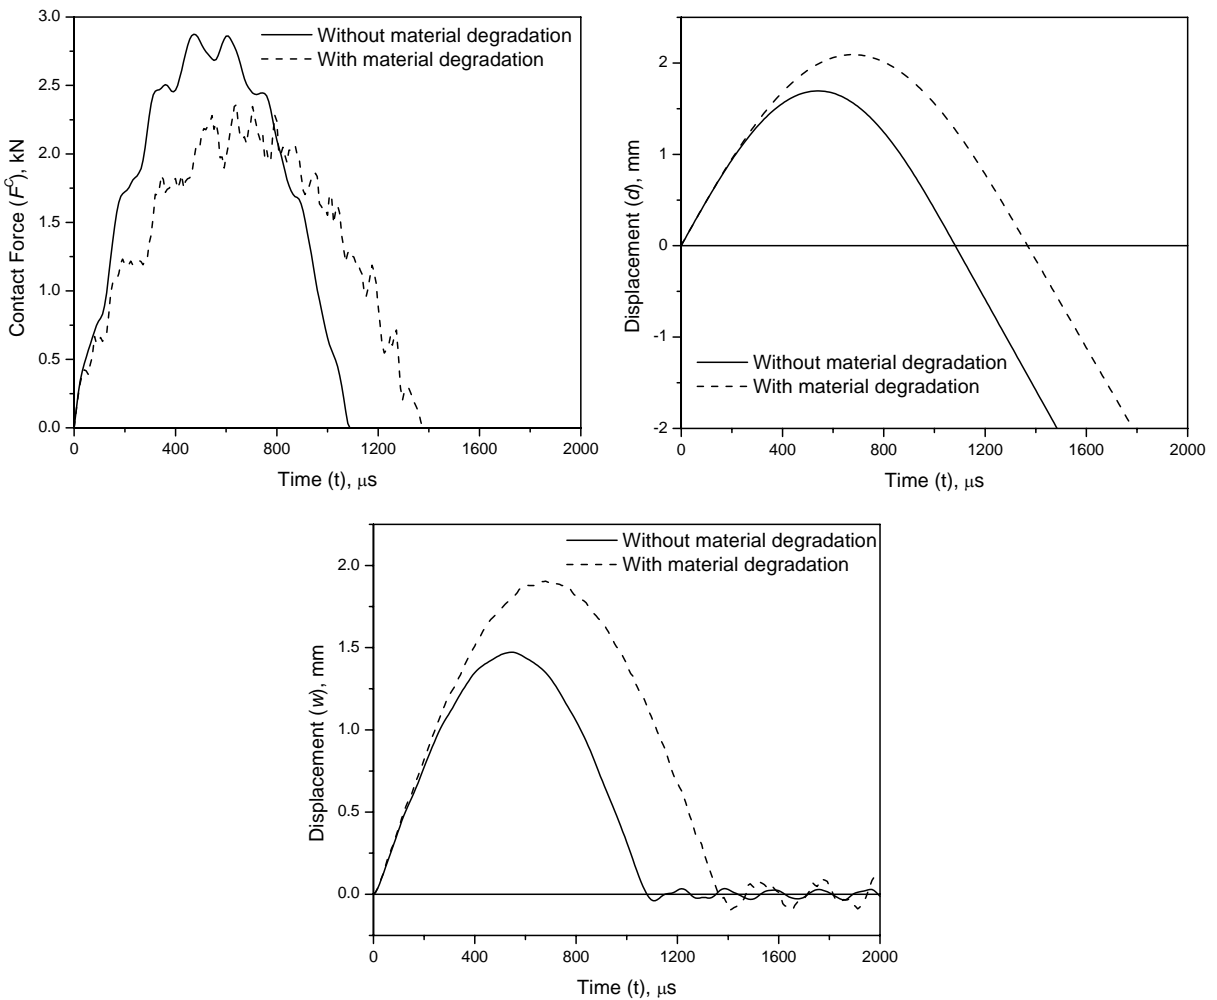 3.0
2.5
2.0
1.5
1.0
0.5
0.0
Contact Force (F^C), kN
Without material degradation
With material degradation
0 400 800 1200 1600 2000
Time (t), μs
2
1
0
-1
-2
Displacement (d), mm
Without material degradation
With material degradation
0 400 800 1200 1600 2000
Time (t), μs
2.0
1.5
1.0
0.5
0.0
Displacement (w), mm
Without material degradation
With material degradation
0 400 800 1200 1600 2000
Time (t), μs